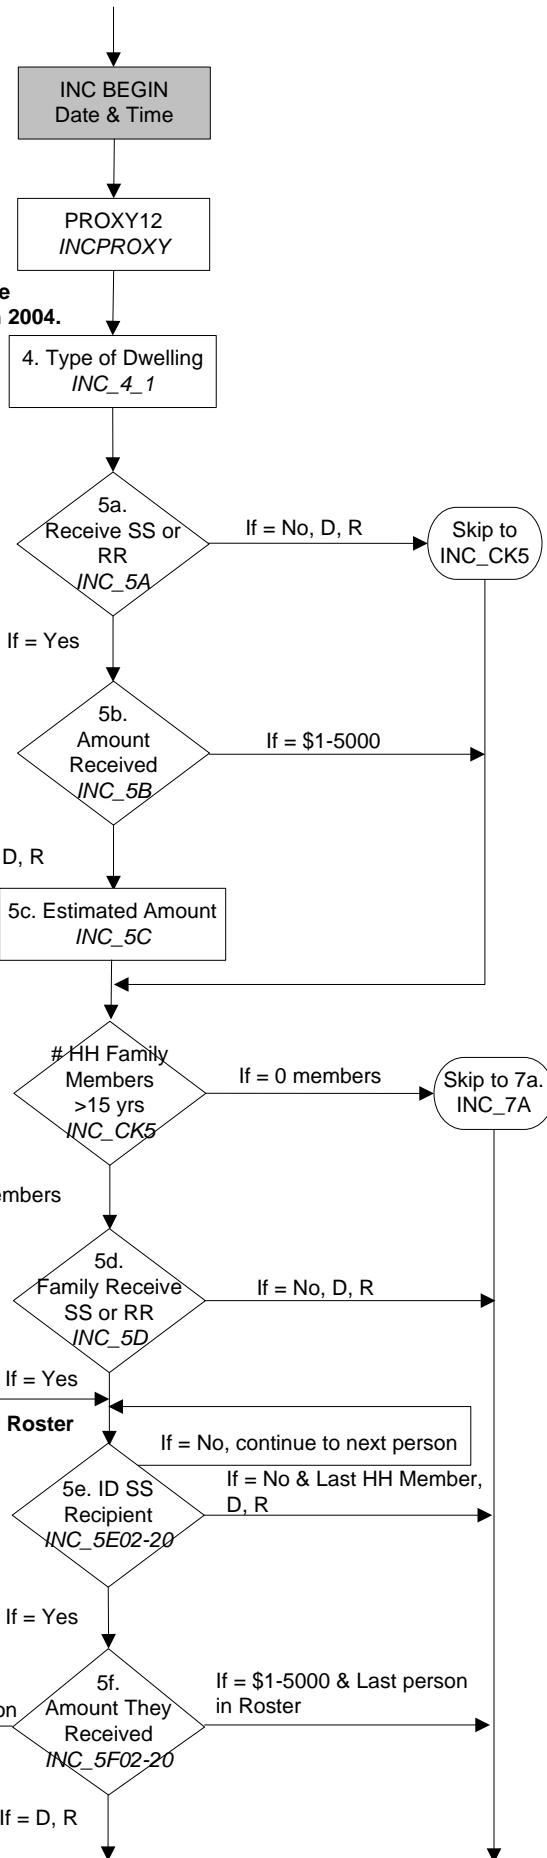 INC BEGIN
Date & Time
PROXY12
INCPROXY
2004.
4. Type of Dwelling
INC_4_1
5a.
Receive SS or
RR
INC_5A
If = No, D, R
Skip to
INC_CK5
If = Yes
5b.
Amount
Received
INC_5B
If = $1-5000
D, R
5c. Estimated Amount
INC_5C
# HH Family
Members
>15 yrs
INC_CK5
If = 0 members
Skip to 7a.
INC_7A
5d.
Family Receive
SS or RR
INC_5D
If = No, D, R
If = Yes
Roster
If = No, continue to next person
5e. ID SS
Recipient
INC_5E02-20
If = No & Last HH Member,
D, R
If = Yes
5f.
Amount They
Received
INC_5F02-20
If = $1-5000 & Last person
in Roster
If = D, R